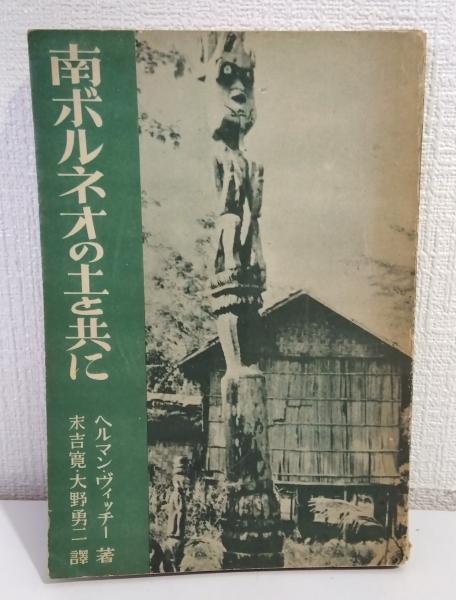 南ボルネオの土と共に
ヘルマン・ヴィッチー 著
末吉寛・大野勇二 譯